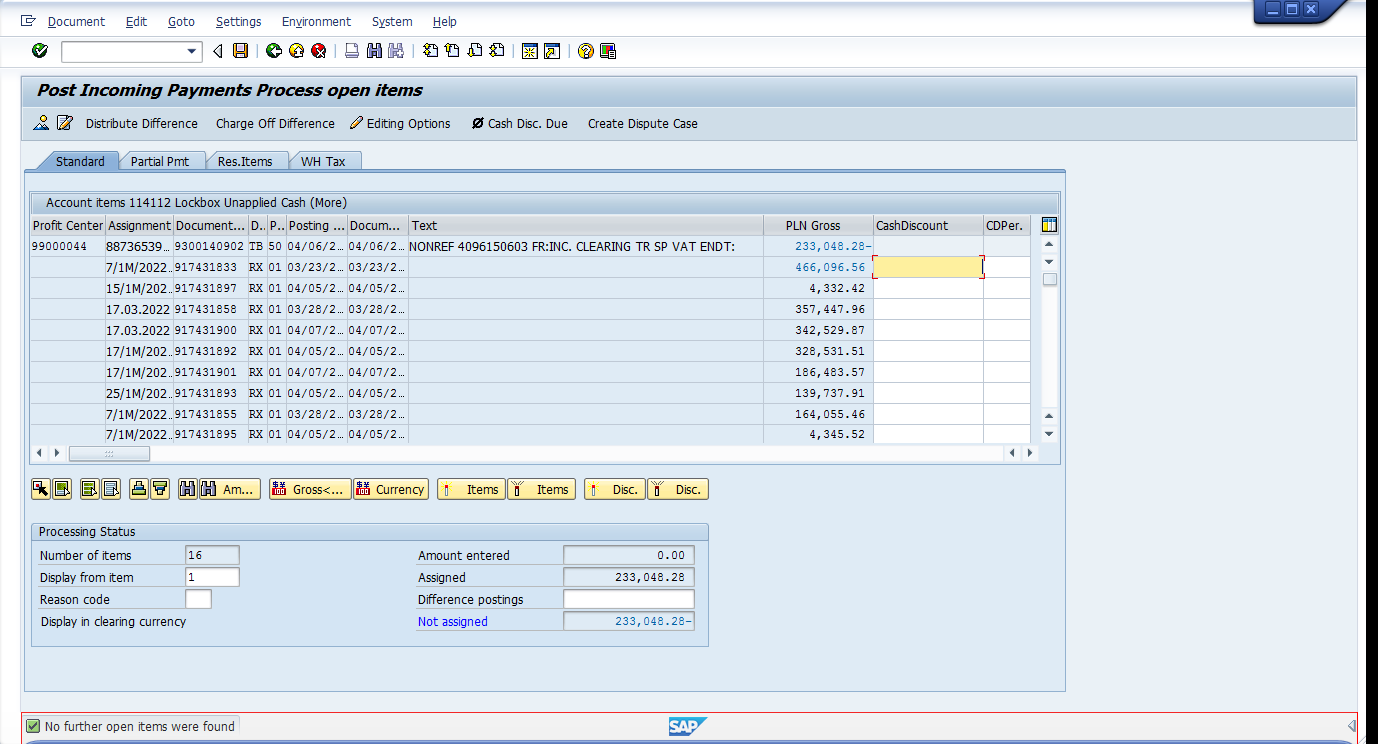 Document Edit Goto Settings Environment System Help
Post Incoming Payments Process open items
Distribute Difference Charge Off Difference Editing Options Cash Disc. Due Create Dispute Case
Standard Partial Pmt Res.Items WH Tax
Account items 114112 Lockbox Unapplied Cash (More)
Profit Center Assignment Document... D.. P.. Posting ... Docum... Text PLN Gross CashDiscount CDPer.
99000044 88736539... 9300140902 TB 50 04/06/2... 04/06/2... NONREF 4096150603 FR:INC. CLEARING TR SP VAT ENDT: 233,048.28-
7/1M/2022... 917431833 RX 01 03/23/2... 03/23/2... 466,096.56
15/1M/202... 917431897 RX 01 04/05/2... 04/05/2... 4,332.42
17.03.2022 917431858 RX 01 03/28/2... 03/28/2... 357,447.96
17.03.2022 917431900 RX 01 04/07/2... 04/07/2... 342,529.87
17/1M/202... 917431892 RX 01 04/05/2... 04/05/2... 328,531.51
17/1M/202... 917431901 RX 01 04/07/2... 04/07/2... 186,483.57
25/1M/202... 917431893 RX 01 04/05/2... 04/05/2... 139,737.91
7/1M/2022... 917431855 RX 01 03/28/2... 03/28/2... 164,055.46
7/1M/2022... 917431895 RX 01 04/05/2... 04/05/2... 4,345.52
Am... Gross<... Currency Items Items Disc. Disc.
Processing Status
Number of items 16 Amount entered 0.00
Display from item 1 Assigned 233,048.28
Reason code Difference postings
Display in clearing currency Not assigned 233,048.28-
No further open items were found SAP